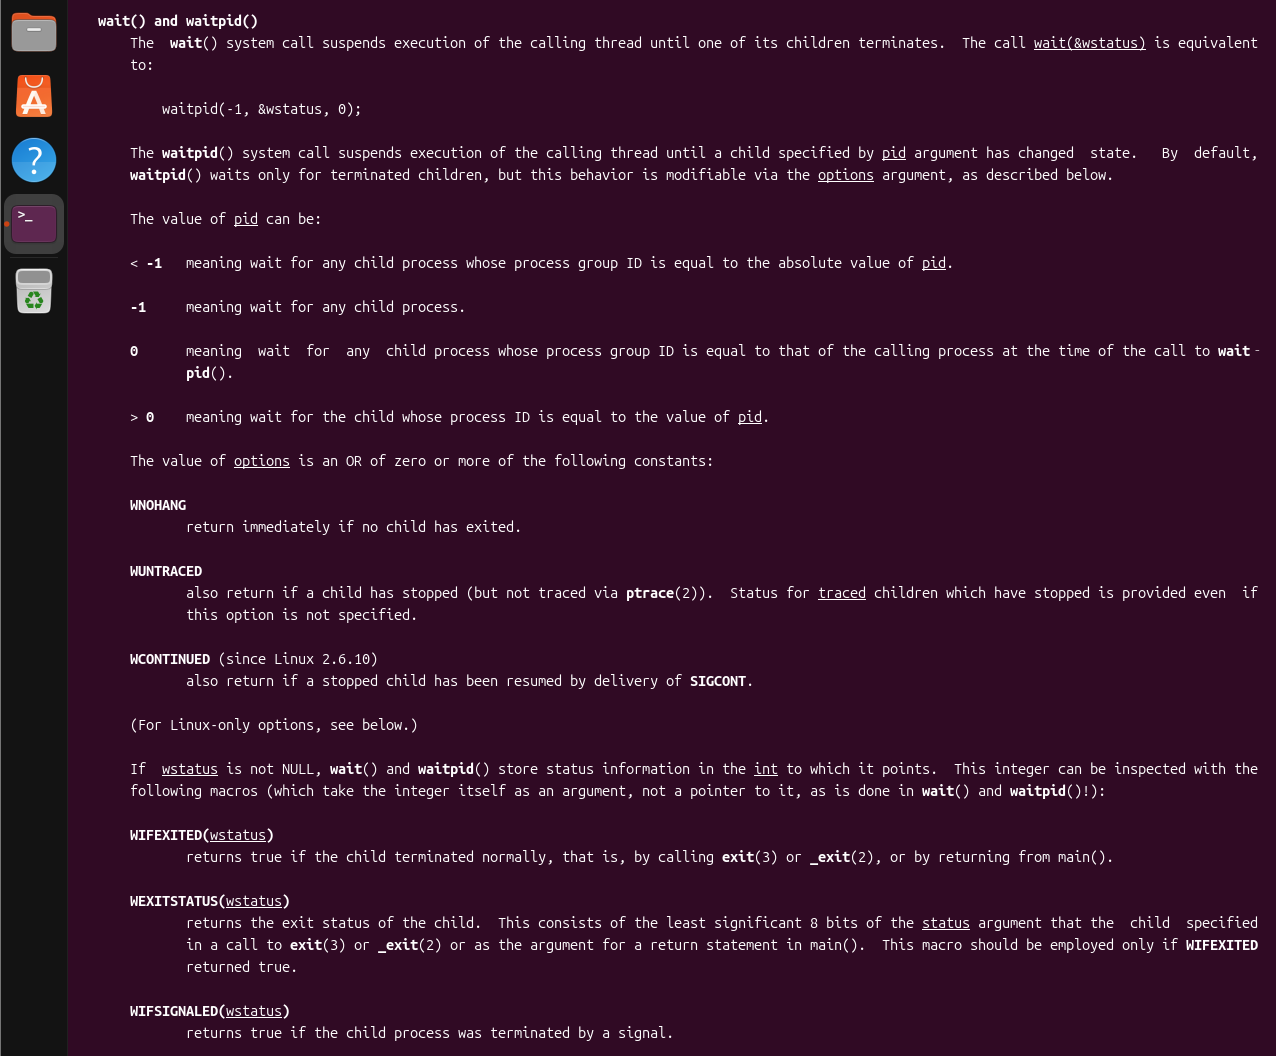 wait() and waitpid()
The  wait() system call suspends execution of the calling thread until one of its children terminates.  The call wait(&wstatus) is equivalent
to:
waitpid(-1, &wstatus, 0);
The waitpid() system call suspends execution of the calling thread until a child specified by pid argument has changed  state.   By  default,
waitpid() waits only for terminated children, but this behavior is modifiable via the options argument, as described below.
The value of pid can be:
< -1   meaning wait for any child process whose process group ID is equal to the absolute value of pid.
-1     meaning wait for any child process.
0      meaning  wait  for  any  child process whose process group ID is equal to that of the calling process at the time of the call to wait‐
pid().
> 0    meaning wait for the child whose process ID is equal to the value of pid.
The value of options is an OR of zero or more of the following constants:
WNOHANG
return immediately if no child has exited.
WUNTRACED
also return if a child has stopped (but not traced via ptrace(2)).  Status for traced children which have stopped is provided even  if
this option is not specified.
WCONTINUED (since Linux 2.6.10)
also return if a stopped child has been resumed by delivery of SIGCONT.
(For Linux-only options, see below.)
If  wstatus is not NULL, wait() and waitpid() store status information in the int to which it points.  This integer can be inspected with the
following macros (which take the integer itself as an argument, not a pointer to it, as is done in wait() and waitpid()!):
WIFEXITED(wstatus)
returns true if the child terminated normally, that is, by calling exit(3) or _exit(2), or by returning from main().
WEXITSTATUS(wstatus)
returns the exit status of the child.  This consists of the least significant 8 bits of the status argument that the  child  specified
in a call to exit(3) or _exit(2) or as the argument for a return statement in main().  This macro should be employed only if WIFEXITED
returned true.
WIFSIGNALED(wstatus)
returns true if the child process was terminated by a signal.